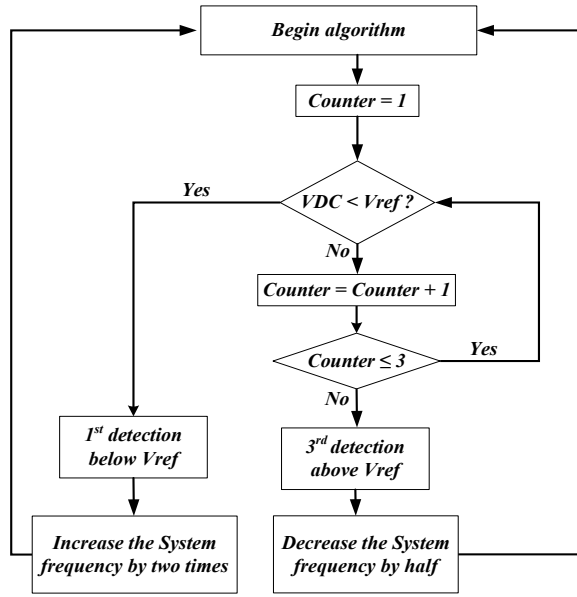 Begin algorithm
Counter = 1
Yes
VDC < Vref ?
No
Counter = Counter + 1
Counter ≤ 3
Yes
No
1st detection
below Vref
3rd detection
above Vref
Increase the System
frequency by two times
Decrease the System
frequency by half